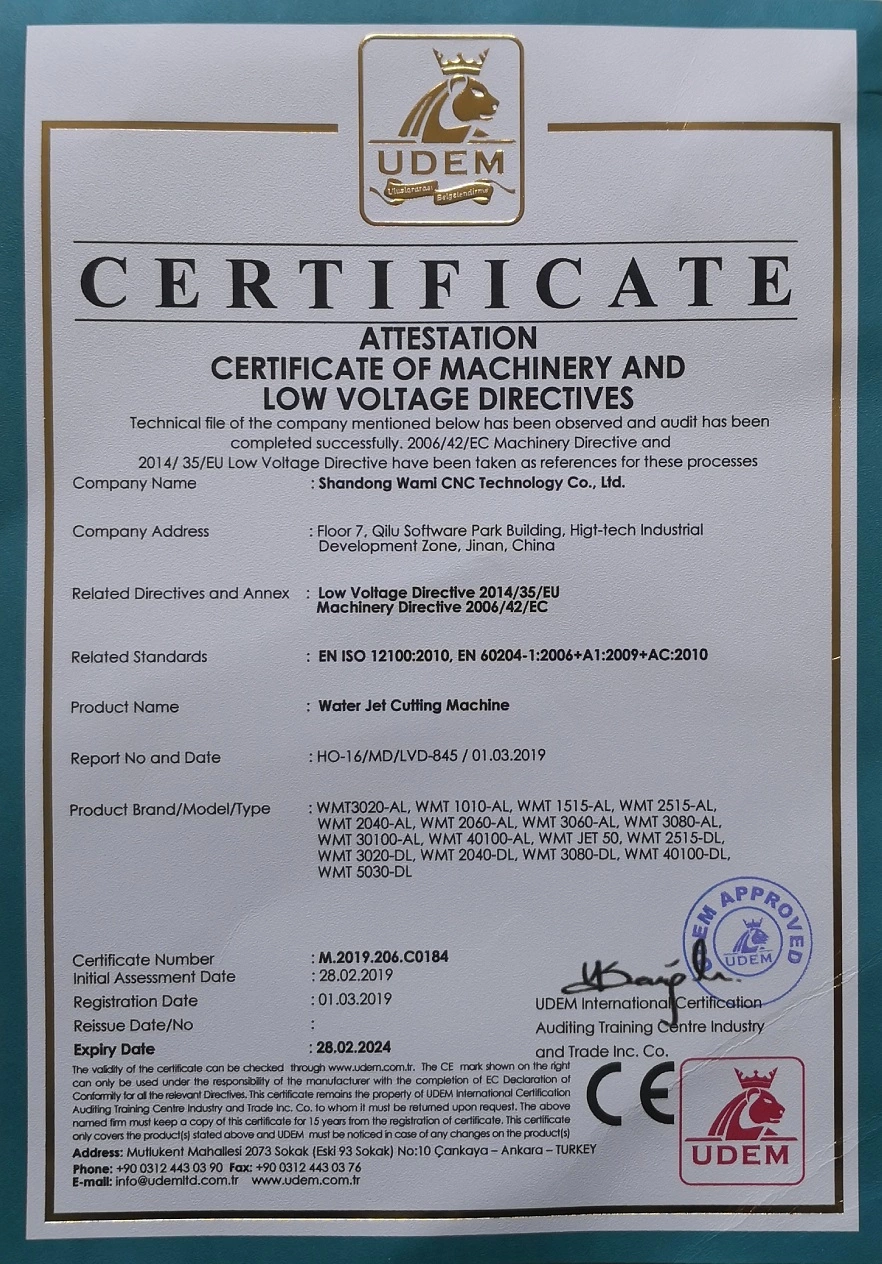 UDEM
Uluslararası
Belgelendirme
CERTIFICATE
ATTESTATION
CERTIFICATE OF MACHINERY AND
LOW VOLTAGE DIRECTIVES
Technical file of the company mentioned below has been observed and audit has been
completed successfully. 2006/42/EC Machinery Directive and
2014/ 35/EU Low Voltage Directive have been taken as references for these processes
Company Name : Shandong Wami CNC Technology Co., Ltd.
Company Address : Floor 7, Qilu Software Park Building, Higt-tech Industrial
Development Zone, Jinan, China
Related Directives and Annex : Low Voltage Directive 2014/35/EU
Machinery Directive 2006/42/EC
Related Standards : EN ISO 12100:2010, EN 60204-1:2006+A1:2009+AC:2010
Product Name : Water Jet Cutting Machine
Report No and Date : HO-16/MD/LVD-845 / 01.03.2019
Product Brand/Model/Type : WMT3020-AL, WMT 1010-AL, WMT 1515-AL, WMT 2515-AL,
WMT 2040-AL, WMT 2060-AL, WMT 3060-AL, WMT 3080-AL,
WMT 30100-AL, WMT 40100-AL, WMT JET 50, WMT 2515-DL,
WMT 3020-DL, WMT 2040-DL, WMT 3080-DL, WMT 40100-DL,
WMT 5030-DL
UDEM APPROVED
UDEM
Certificate Number : M.2019.206.C0184
Initial Assessment Date : 28.02.2019
Registration Date : 01.03.2019
Reissue Date/No :
Expiry Date : 28.02.2024
UDEM International Certification
Auditing Training Centre Industry
and Trade Inc. Co.
The validity of the certificate can be checked through www.udem.com.tr. The CE mark shown on the right
can only be used under the responsibility of the manufacturer with the completion of EC Declaration of
Conformity for all the relevant Directives. This certificate remains the property of UDEM International Certification
Auditing Training Centre Industry and Trade Inc. Co. to whom it must be returned upon request. The above
named firm must keep a copy of this certificate for 15 years from the registration of certificate. This certificate
only covers the product(s) stated above and UDEM must be noticed in case of any changes on the product(s)
CE
UDEM
Address: Mutlukent Mahallesi 2073 Sokak (Eski 93 Sokak) No:10 Çankaya – Ankara – TURKEY
Phone: +90 0312 443 03 90 Fax: +90 0312 443 03 76
E-mail: info@udemltd.com.tr www.udem.com.tr